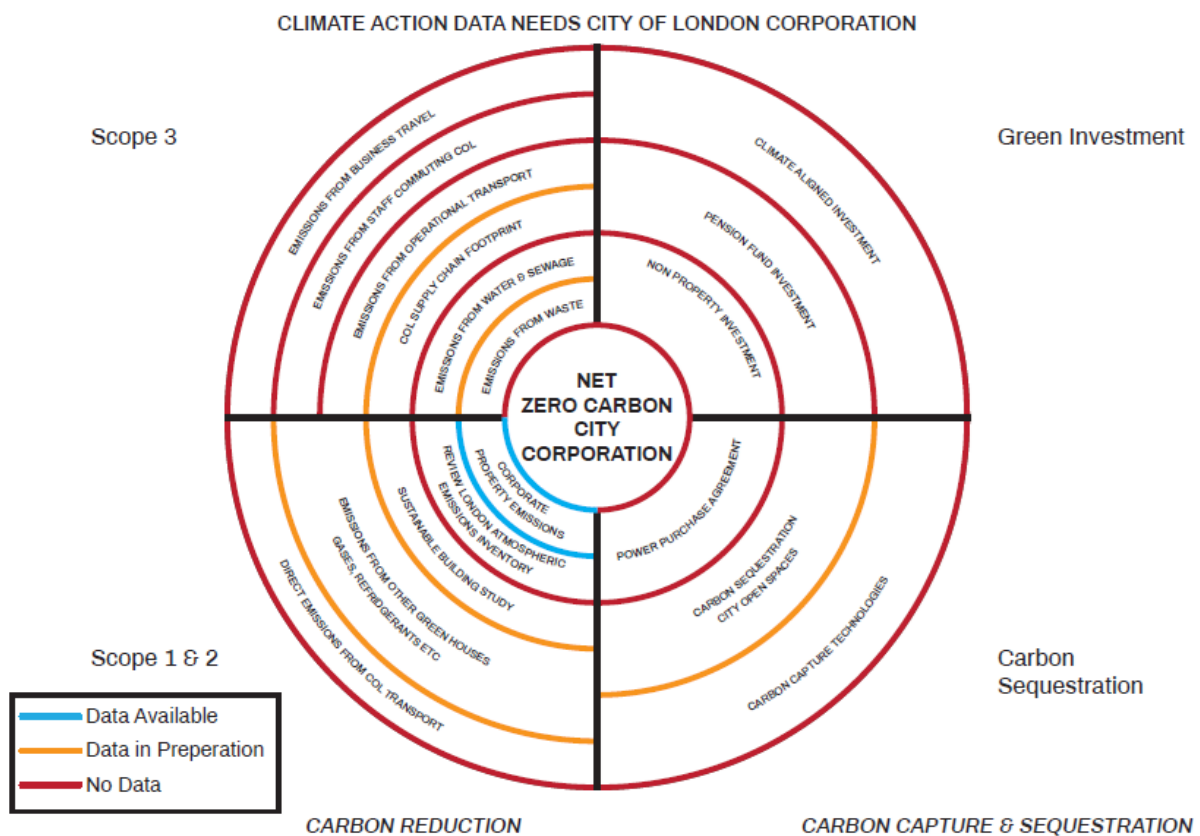 CLIMATE ACTION DATA NEEDS CITY OF LONDON CORPORATION
Scope 3
EMISSIONS FROM BUSINESS TRAVEL
EMISSIONS FROM STAFF COMMUTING COL
EMISSIONS FROM OPERATIONAL TRANSPORT
COL SUPPLY CHAIN FOOTPRINT
EMISSIONS FROM WATER & SEWAGE
EMISSIONS FROM WASTE
Green Investment
CLIMATE ALIGNED INVESTMENT
PENSION FUND INVESTMENT
NON PROPERTY INVESTMENT
NET
ZERO CARBON
CITY
CORPORATION
CORPORATE
PROPERTY EMISSIONS
REVIEW LONDON ATMOSPHERIC
EMISSIONS INVENTORY
SUSTAINABLE BUILDING STUDY
EMISSIONS FROM OTHER GREEN HOUSES
GASES, REFRIDGERANTS ETC
DIRECT EMISSIONS FROM COL TRANSPORT
Scope 1 & 2
POWER PURCHASE AGREEMENT
CARBON SEQUESTRATION
CITY OPEN SPACES
CARBON CAPTURE TECHNOLOGIES
Carbon
Sequestration
Data Available
Data in Preperation
No Data
CARBON REDUCTION
CARBON CAPTURE & SEQUESTRATION